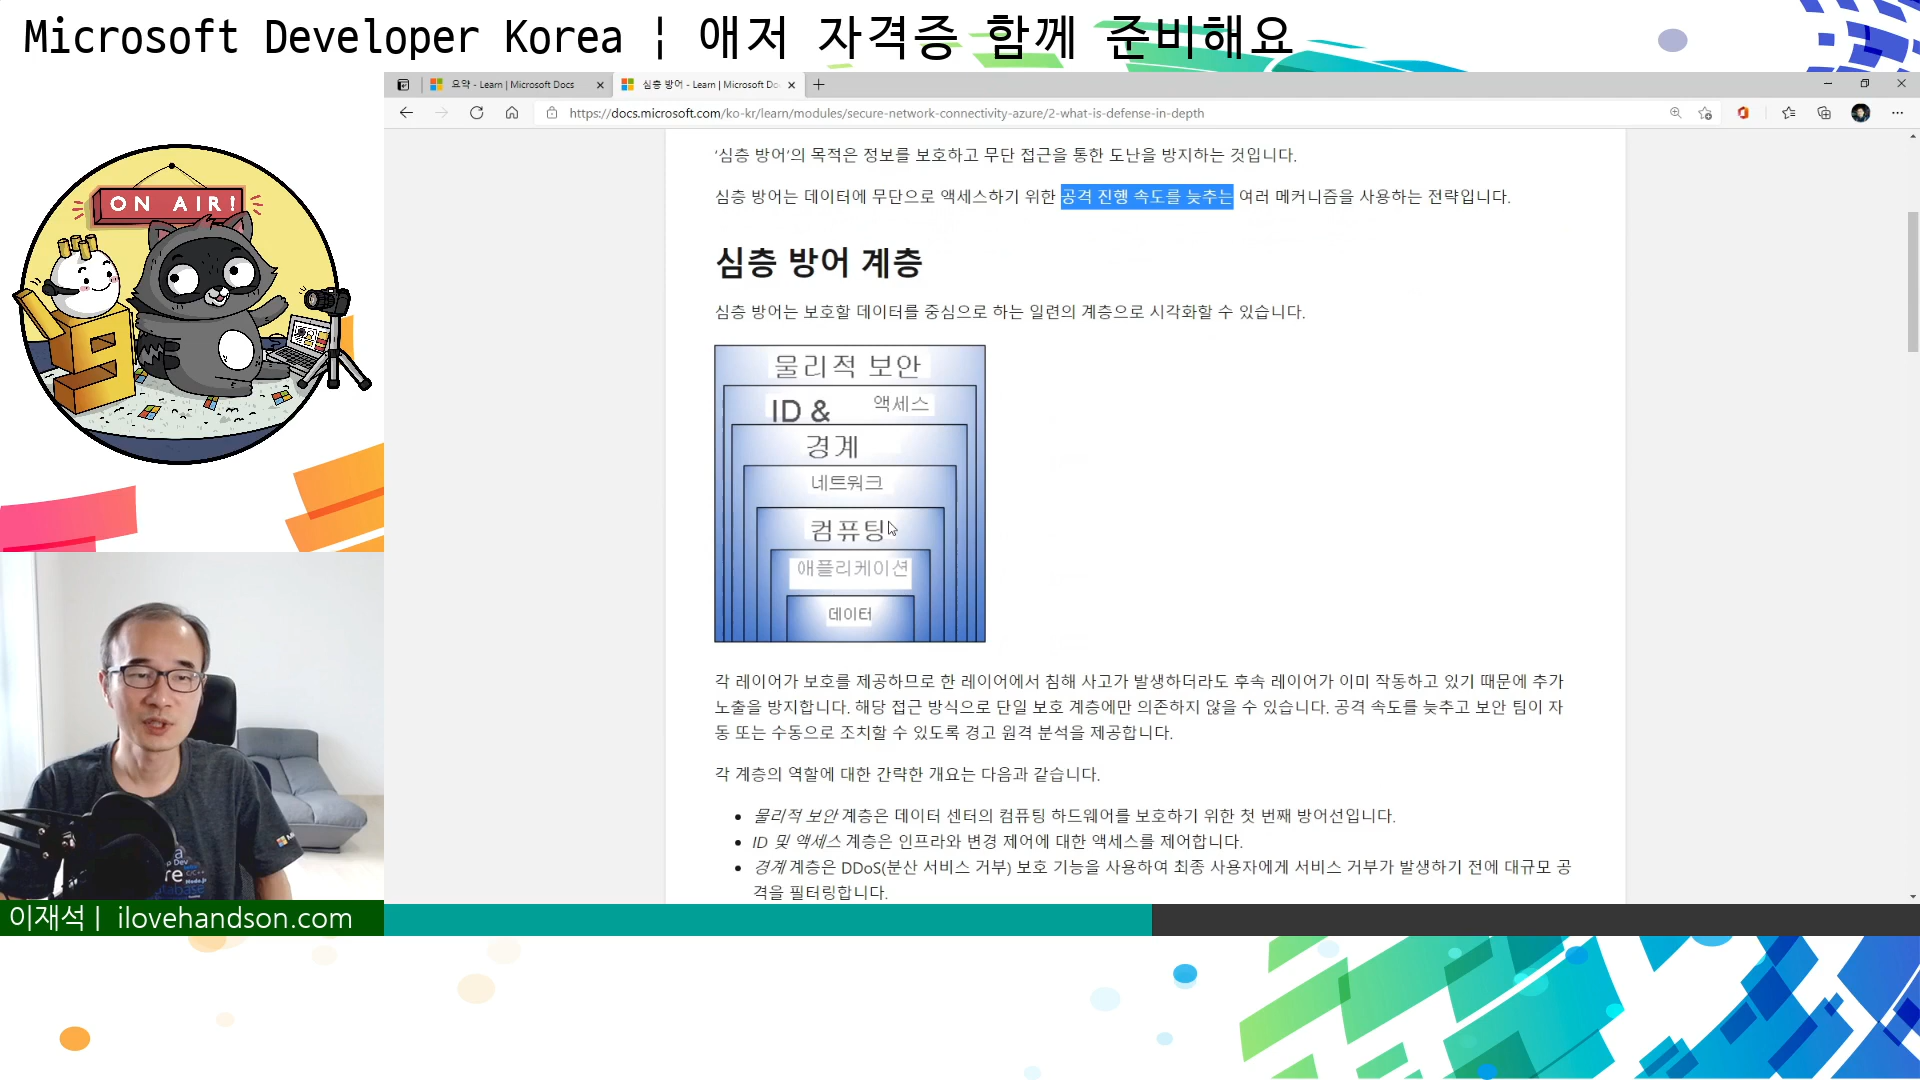 Microsoft Developer Korea | 애저 자격증 함께 준비해요
요약 - Learn | Microsoft Docs
심층 방어 - Learn | Microsoft Do
https://docs.microsoft.com/ko-kr/learn/modules/secure-network-connectivity-azure/2-what-is-defense-in-depth
ON AIR!
'심층 방어'의 목적은 정보를 보호하고 무단 접근을 통한 도난을 방지하는 것입니다.
심층 방어는 데이터에 무단으로 액세스하기 위한 공격 진행 속도를 늦추는 여러 메커니즘을 사용하는 전략입니다.
심층 방어 계층
심층 방어는 보호할 데이터를 중심으로 하는 일련의 계층으로 시각화할 수 있습니다.
물리적 보안
ID & 액세스
경계
네트워크
컴퓨팅
애플리케이션
데이터
각 레이어가 보호를 제공하므로 한 레이어에서 침해 사고가 발생하더라도 후속 레이어가 이미 작동하고 있기 때문에 추가
노출을 방지합니다. 해당 접근 방식으로 단일 보호 계층에만 의존하지 않을 수 있습니다. 공격 속도를 늦추고 보안 팀이 자
동 또는 수동으로 조치할 수 있도록 경고 원격 분석을 제공합니다.
각 계층의 역할에 대한 간략한 개요는 다음과 같습니다.
• 물리적 보안 계층은 데이터 센터의 컴퓨팅 하드웨어를 보호하기 위한 첫 번째 방어선입니다.
• ID 및 액세스 계층은 인프라와 변경 제어에 대한 액세스를 제어합니다.
• 경계 계층은 DDoS(분산 서비스 거부) 보호 기능을 사용하여 최종 사용자에게 서비스 거부가 발생하기 전에 대규모 공
격을 필터링합니다.
이재석 | ilovehandson.com